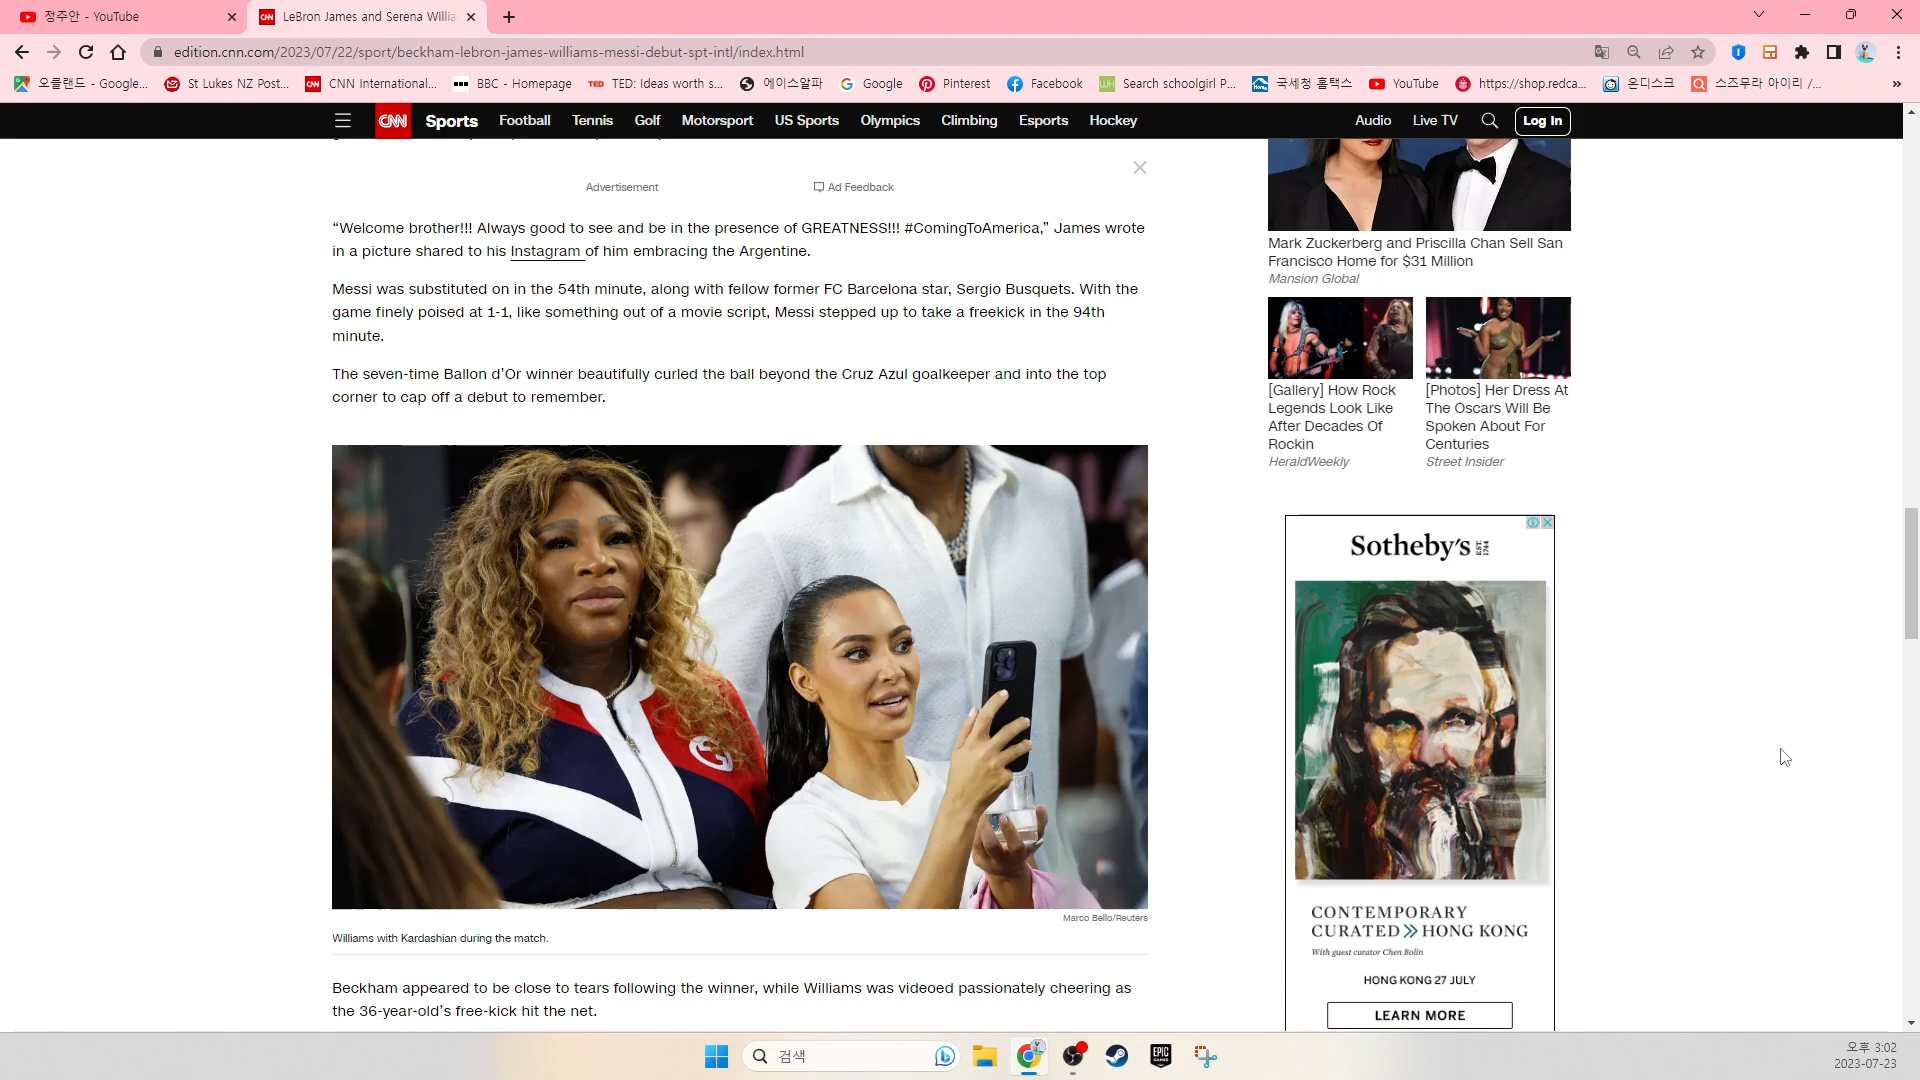 정주안 - YouTube
CNN
LeBron James and Serena Willia
edition.cnn.com/2023/07/22/sport/beckham-lebron-james-williams-messi-debut-spt-intl/index.html
오클랜드 - Google...
St Lukes NZ Post...
CNN International...
BBC - Homepage
TED: Ideas worth s...
에이스알파
Google
Pinterest
Facebook
Search schoolgirl P...
국세청 홈택스
YouTube
https://shop.redca...
온디스크
스즈무라 아이리 /...
CNN Sports Football Tennis Golf Motorsport US Sports Olympics Climbing Esports Hockey Audio Live TV Log In
Advertisement
Ad Feedback
“Welcome brother!!! Always good to see and be in the presence of GREATNESS!!! #ComingToAmerica,” James wrote
in a picture shared to his Instagram of him embracing the Argentine.
Messi was substituted on in the 54th minute, along with fellow former FC Barcelona star, Sergio Busquets. With the
game finely poised at 1-1, like something out of a movie script, Messi stepped up to take a freekick in the 94th
minute.
The seven-time Ballon d’Or winner beautifully curled the ball beyond the Cruz Azul goalkeeper and into the top
corner to cap off a debut to remember.
Marco Bello/Reuters
Williams with Kardashian during the match.
Beckham appeared to be close to tears following the winner, while Williams was videoed passionately cheering as
the 36-year-old’s free-kick hit the net.
Mark Zuckerberg and Priscilla Chan Sell San
Francisco Home for $31 Million
Mansion Global
[Gallery] How Rock
Legends Look Like
After Decades Of
Rockin
HeraldWeekly
[Photos] Her Dress At
The Oscars Will Be
Spoken About For
Centuries
Street Insider
Sotheby's EST. 1744
CONTEMPORARY
CURATED HONG KONG
With guest curator Chen Bolin
HONG KONG 27 JULY
LEARN MORE
검색
EPIC GAMES
오후 3:02
2023-07-23